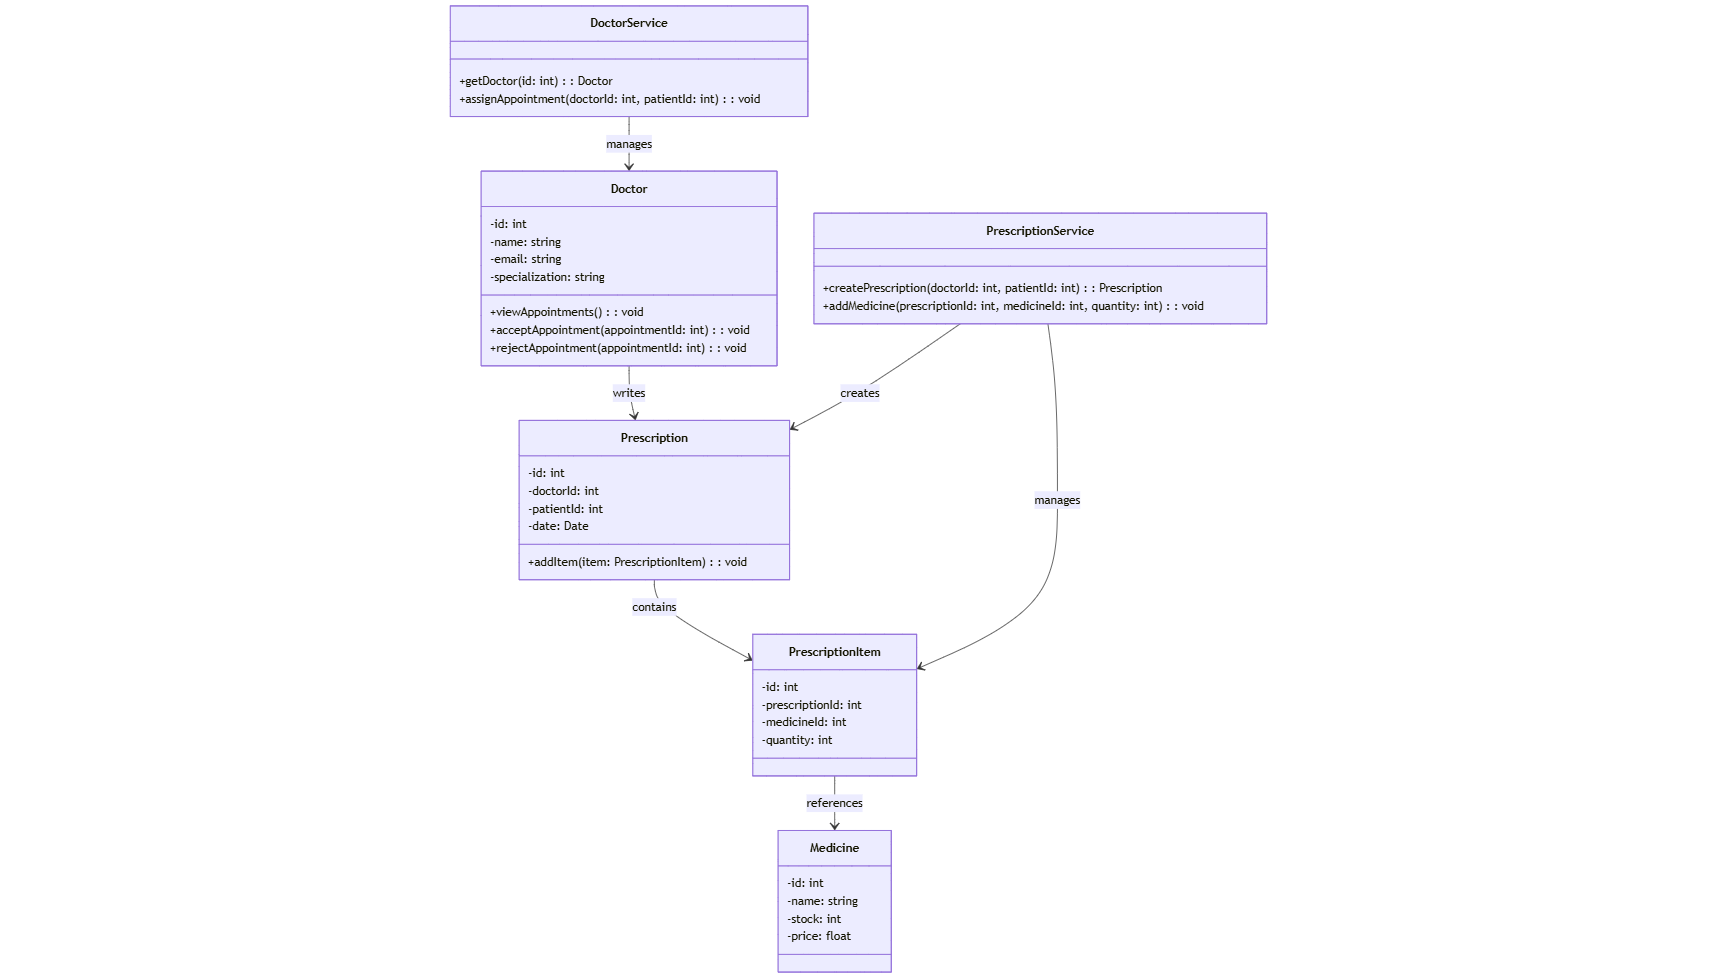 DoctorService
+getDoctor(id: int) : : Doctor
+assignAppointment(doctorId: int, patientId: int) : : void
manages
Doctor
-id: int
-name: string
-email: string
-specialization: string
+viewAppointments() : : void
+acceptAppointment(appointmentId: int) : : void
+rejectAppointment(appointmentId: int) : : void
PrescriptionService
+createPrescription(doctorId: int, patientId: int) : : Prescription
+addMedicine(prescriptionId: int, medicineId: int, quantity: int) : : void
writes
creates
Prescription
-id: int
-doctorId: int
-patientId: int
-date: Date
+addItem(item: PrescriptionItem) : : void
manages
contains
PrescriptionItem
-id: int
-prescriptionId: int
-medicineId: int
-quantity: int
references
Medicine
-id: int
-name: string
-stock: int
-price: float